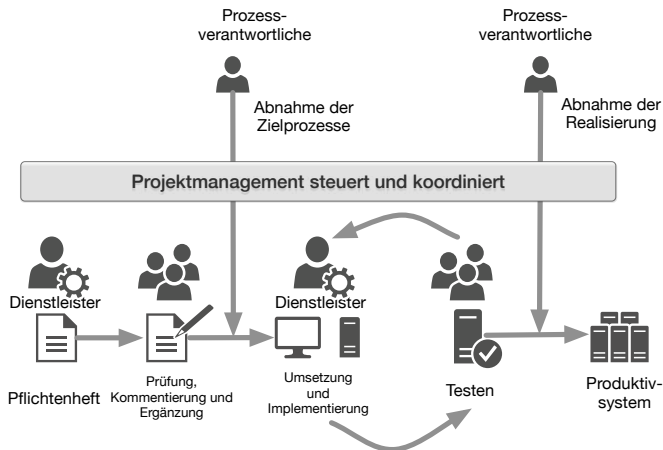 Prozess-
verantwortliche
Prozess-
verantwortliche
Abnahme der
Zielprozesse
Abnahme der
Realisierung
Projektmanagement steuert und koordiniert
Dienstleister
Dienstleister
Pflichtenheft
Prüfung,
Kommentierung und
Ergänzung
Umsetzung
und
Implementierung
Testen
Produktiv-
system